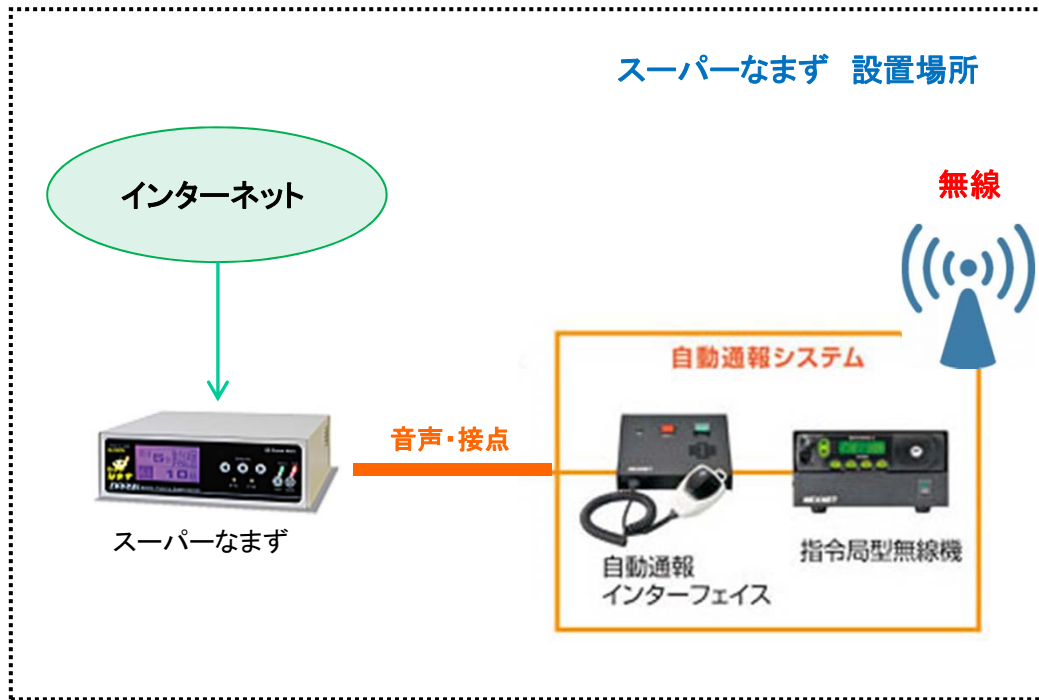 スーパーなまず 設置場所
インターネット
無線
自動通報システム
音声・接点
スーパーなまず
自動通報
インターフェイス
指令局型無線機